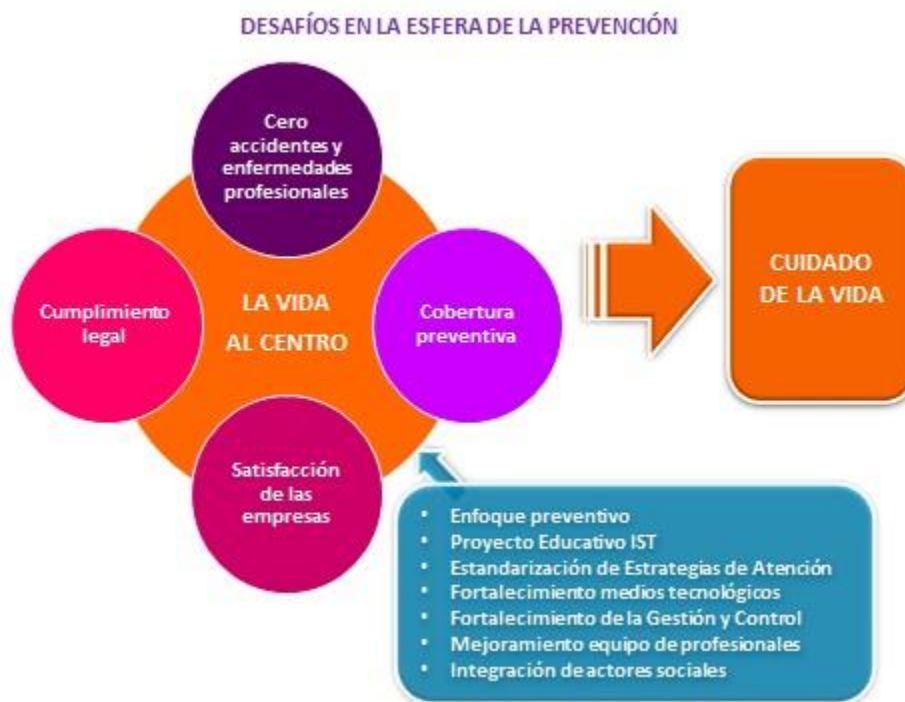 DESAFÍOS EN LA ESFERA DE LA PREVENCIÓN
Cero
accidentes y
enfermedades
profesionales
Cumplimiento
legal
LA VIDA
AL CENTRO
Cobertura
preventiva
Satisfacción
de las
empresas
CUIDADO
DE LA VIDA
• Enfoque preventivo
• Proyecto Educativo IST
• Estandarización de Estrategias de Atención
• Fortalecimiento medios tecnológicos
• Fortalecimiento de la Gestión y Control
• Mejoramiento equipo de profesionales
• Integración de actores sociales